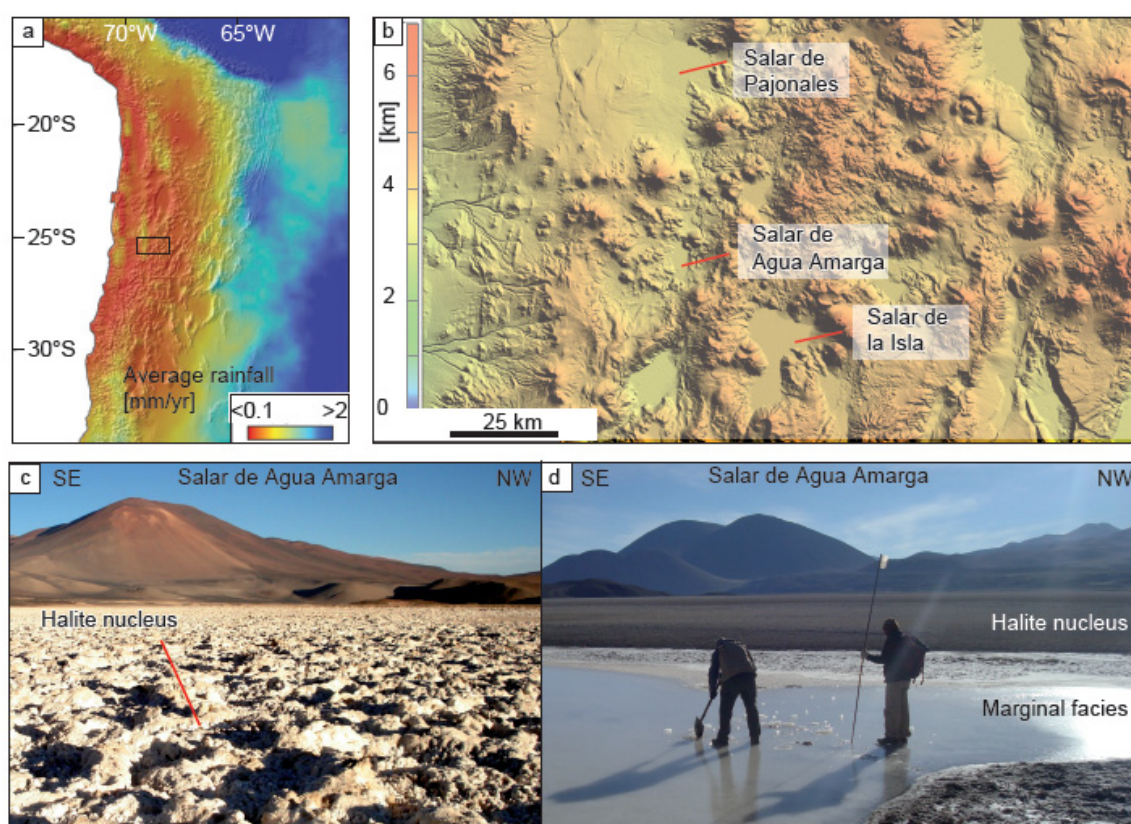 a
70°W
65°W
20°S
25°S
30°S
Average rainfall
[mm/yr]
<0.1
>2
b
6
[km]
4
2
0
Salar de
Pajonales
Salar de
Agua Amarga
Salar de
la Isla
25 km
c
SE
Salar de Agua Amarga
NW
Halite nucleus
d
SE
Salar de Agua Amarga
NW
Halite nucleus
Marginal facies